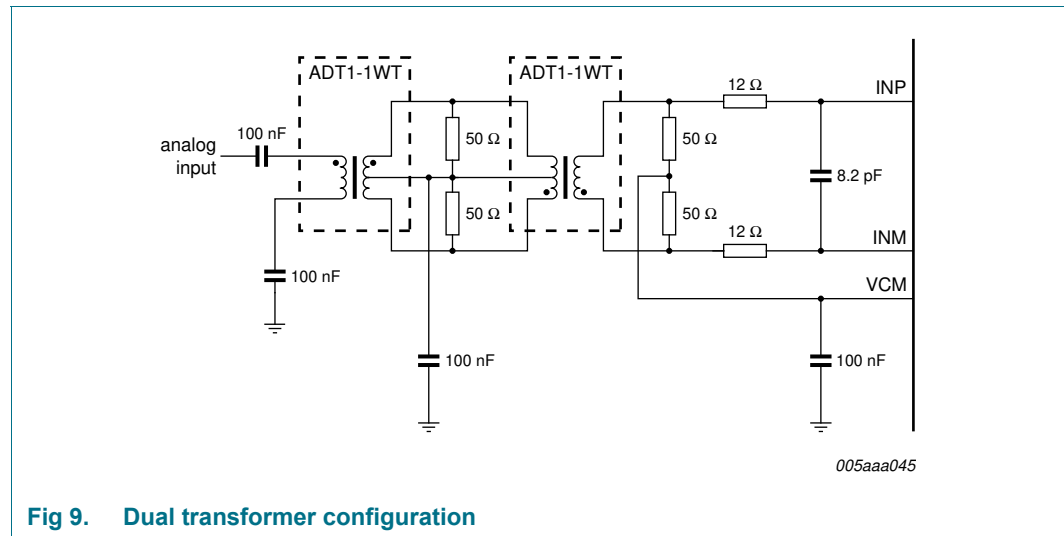 ADT1-1WT
ADT1-1WT
12 Ω
INP
100 nF
analog
input
50 Ω
50 Ω
8.2 pF
50 Ω
50 Ω
12 Ω
INM
100 nF
VCM
100 nF
100 nF
005aaa045
Fig 9. Dual transformer configuration